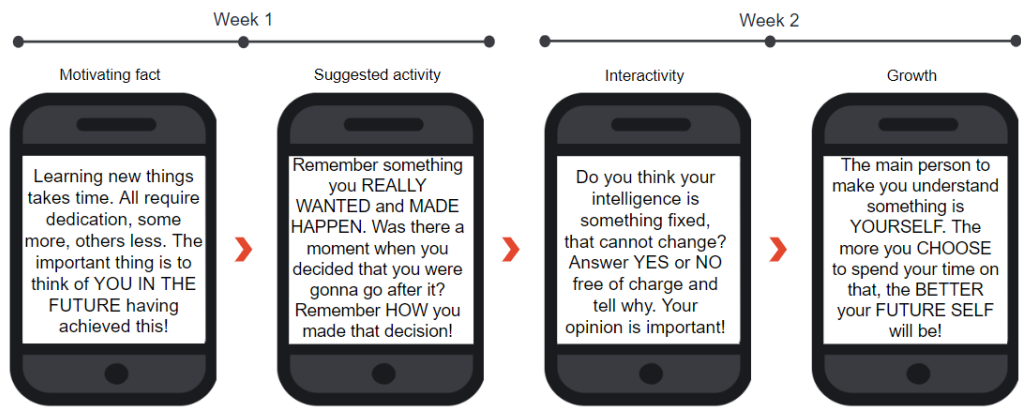 Week 1
Week 2
Motivating fact
Suggested activity
Interactivity
Growth
Learning new things
takes time. All require
dedication, some
more, others less. The
important thing is to
think of YOU IN THE
FUTURE having
achieved this!
Remember something
you REALLY
WANTED and MADE
HAPPEN. Was there a
moment when you
decided that you were
gonna go after it?
Remember HOW you
made that decision!
Do you think your
intelligence is
something fixed,
that cannot change?
Answer YES or NO
free of charge and
tell why. Your
opinion is important!
The main person to
make you understand
something is
YOURSELF. The
more you CHOOSE
to spend your time on
that, the BETTER
your FUTURE SELF
will be!